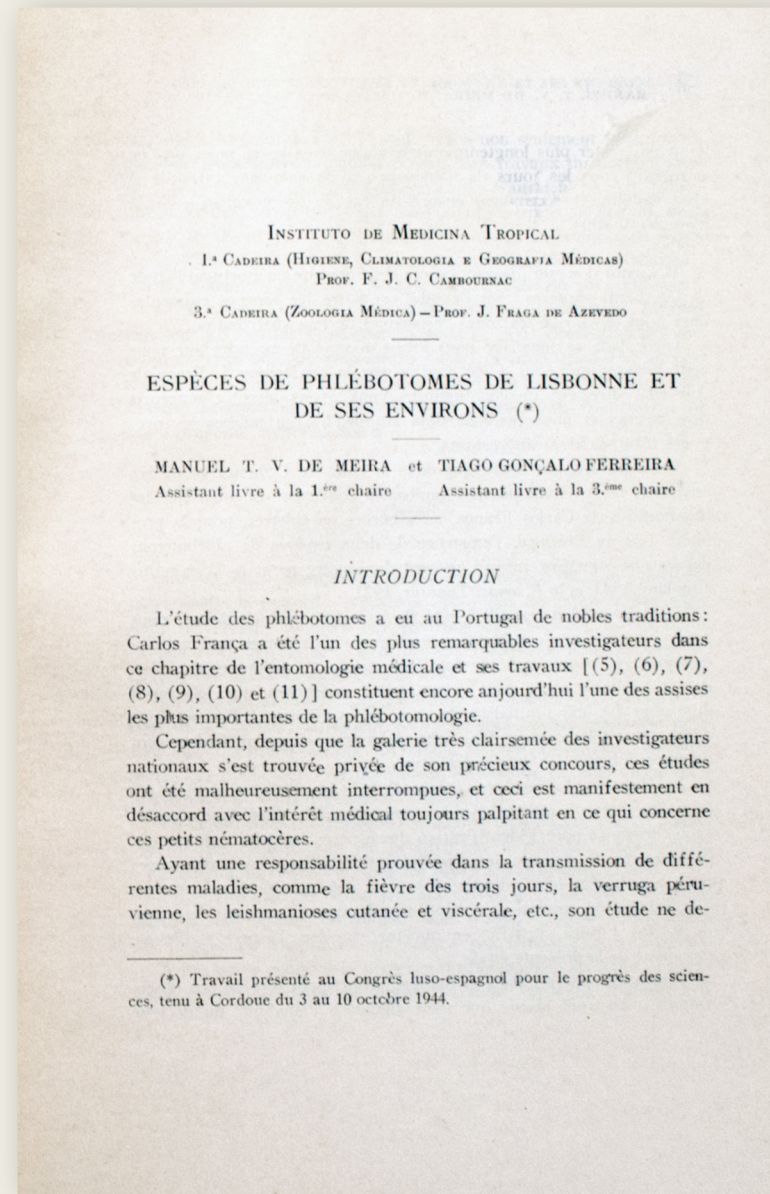 INSTITUTO DE MEDICINA TROPICAL
1.ª CADEIRA (HIGIENE, CLIMATOLOGIA E GEOGRAFIA MÉDICAS)
PROF. F. J. C. CAMBOURNAC
3.ª CADEIRA (ZOOLOGIA MÉDICA) — PROF. J. FRAGA DE AZEVEDO
ESPÈCES DE PHLÉBOTOMES DE LISBONNE ET
DE SES ENVIRONS (*)
MANUEL T. V. DE MEIRA et TIAGO GONÇALO FERREIRA
Assistant livre à la 1.ère chaire Assistant livre à la 3.ème chaire
INTRODUCTION
L'étude des phlébotomes a eu au Portugal de nobles traditions:
Carlos França a été l'un des plus remarquables investigateurs dans
ce chapitre de l'entomologie médicale et ses travaux [(5), (6), (7),
(8), (9), (10) et (11)] constituent encore anjourd'hui l'une des assises
les plus importantes de la phlébotomologie.
Cependant, depuis que la galerie très clairsemée des investigateurs
nationaux s'est trouvée privée de son précieux concours, ces études
ont été malheureusement interrompues, et ceci est manifestement en
désaccord avec l'intérêt médical toujours palpitant en ce qui concerne
ces petits nématocères.
Ayant une responsabilité prouvée dans la transmission de diffé-
rentes maladies, comme la fièvre des trois jours, la verruga péru-
vienne, les leishmanioses cutanée et viscérale, etc., son étude ne de-
(*) Travail présenté au Congrès luso-espagnol pour le progrès des scien-
ces, tenu à Cordoue du 3 au 10 octobre 1944.